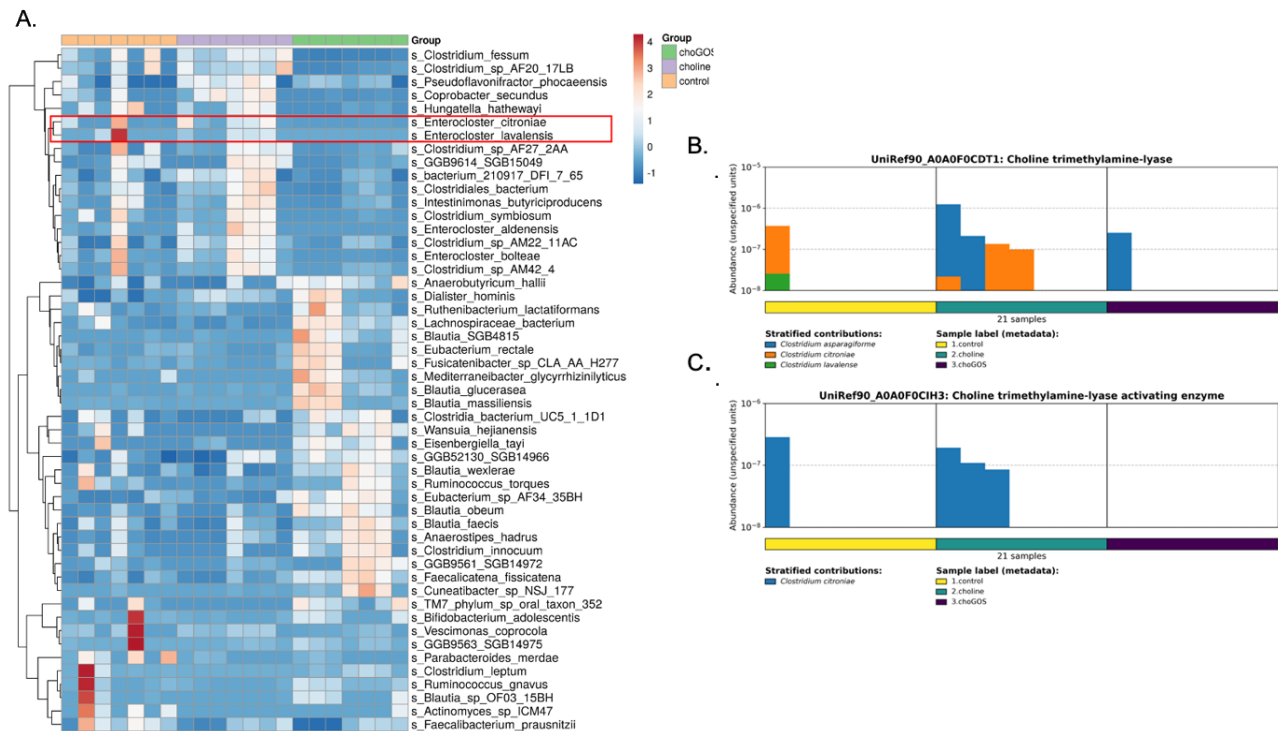 A.
Group
s_Clostridium_fessum
s_Clostridium_sp_AF20_17LB
s_Pseudoflavonifractor_phocaeensis
s_Coprobacter_secundus
s_Hungatella_hathewayi
s_Enterocloster_citroniae
s_Enterocloster_lavalensis
s_Clostridium_sp_AF27_2AA
s_GGB9614_SGB15049
s_bacterium_210917_DFI_7_65
s_Clostridiales_bacterium
s_Intestinimonas_butyriciproducens
s_Clostridium_symbiosum
s_Enterocloster_aldenensis
s_Clostridium_sp_AM22_11AC
s_Enterocloster_bolteae
s_Clostridium_sp_AM42_4
s_Anaerobutyricum_hallii
s_Dialister_hominis
s_Ruthenibacterium_lactatiformans
s_Lachnospiraceae_bacterium
s_Blautia_SGB4815
s_Eubacterium_rectale
s_Fusicatenibacter_sp_CLA_AA_H277
s_Mediterraneibacter_glycyrrhizinilyticus
s_Blautia_glucerasea
s_Blautia_massiliensis
s_Clostridia_bacterium_UC5_1_1D1
s_Wansuia_hejianensis
s_Eisenbergiella_tayi
s_GGB52130_SGB14966
s_Blautia_wexlerae
s_Ruminococcus_torques
s_Eubacterium_sp_AF34_35BH
s_Blautia_obeum
s_Blautia_faecis
s_Anaerostipes_hadrus
s_Clostridium_innocuum
s_GGB9561_SGB14972
s_Faecalicatena_fissicatena
s_Cuneatibacter_sp_NSJ_177
s_TM7_phylum_sp_oral_taxon_352
s_Bifidobacterium_adolescentis
s_Vescimonas_coprocola
s_GGB9563_SGB14975
s_Parabacteroides_merdae
s_Clostridium_leptum
s_Ruminococcus_gnavus
s_Blautia_sp_OF03_15BH
s_Actinomyces_sp_ICM47
s_Faecalibacterium_prausnitzii
4
3
2
1
0
-1
Group
choGOS
choline
control
B.
UniRef90_A0A0F0CDT1: Choline trimethylamine-lyase
Abundance (unspecified units)
10⁻⁵
10⁻⁶
10⁻⁷
10⁻⁸
21 samples
Stratified contributions:
Clostridium asparagiforme
Clostridium citroniae
Clostridium lavalense
Sample label (metadata):
1.control
2.choline
3.choGOS
C.
UniRef90_A0A0F0CIH3: Choline trimethylamine-lyase activating enzyme
Abundance (unspecified units)
10⁻⁶
10⁻⁷
10⁻⁸
21 samples
Stratified contributions:
Clostridium citroniae
Sample label (metadata):
1.control
2.choline
3.choGOS